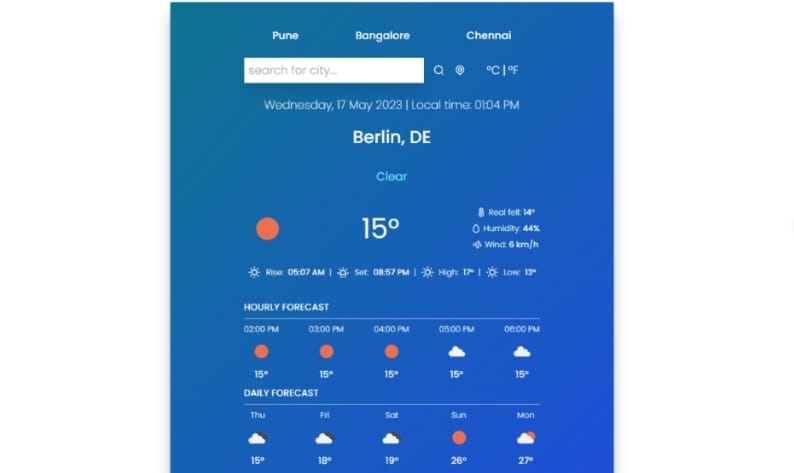 Pune Bangalore Chennai
search for city.... °C | °F
Wednesday, 17 May 2023 | Local time: 01:04 PM
Berlin, DE
Clear
Real felt: 14°
15°
Humidity: 44%
Wind: 6 km/h
Rise: 05:07 AM | Set: 08:57 PM | High: 17° | Low: 13°
HOURLY FORECAST
02:00 PM 03:00 PM 04:00 PM 05:00 PM 06:00 PM
15° 15° 15° 15° 15°
DAILY FORECAST
Thu Fri Sat Sun Mon
15° 18° 19° 26° 27°